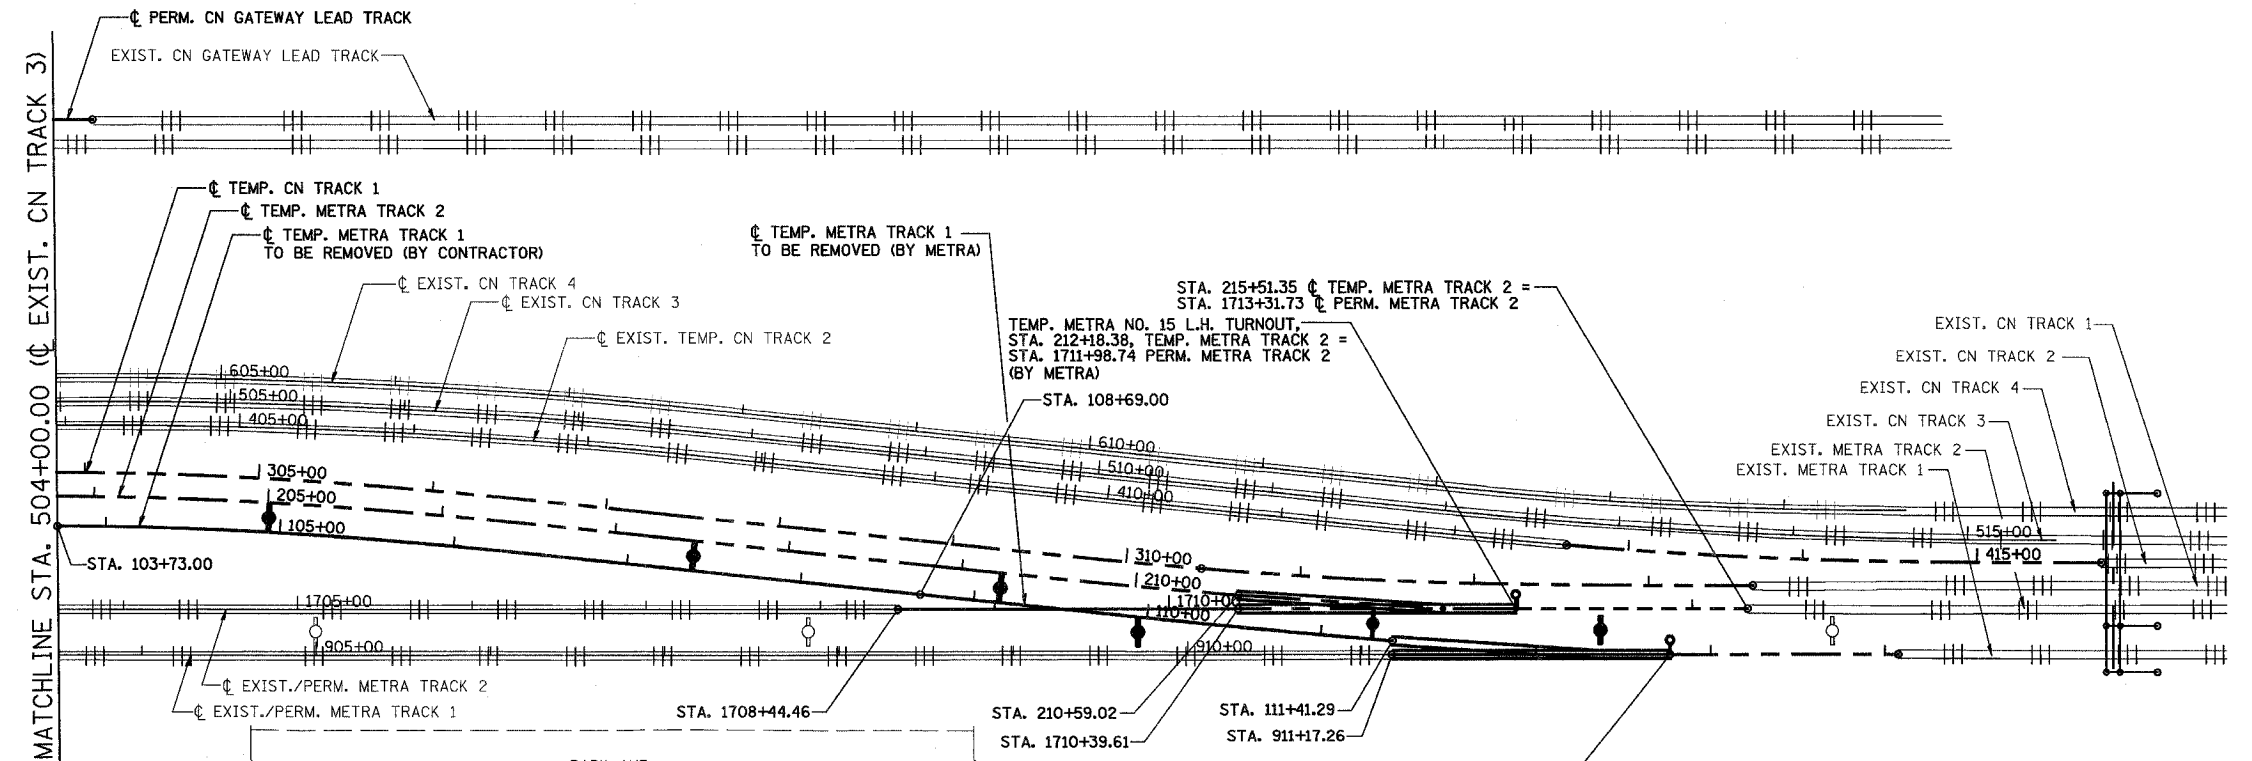 ℄ PERM. CN GATEWAY LEAD TRACK
EXIST. CN GATEWAY LEAD TRACK
MATCHLINE STA. 504+00.00 (℄ EXIST. CN TRACK 3)
℄ TEMP. CN TRACK 1
℄ TEMP. METRA TRACK 2
℄ TEMP. METRA TRACK 1
TO BE REMOVED (BY CONTRACTOR)
℄ EXIST. CN TRACK 4
℄ EXIST. CN TRACK 3
℄ EXIST. TEMP. CN TRACK 2
℄ TEMP. METRA TRACK 1
TO BE REMOVED (BY METRA)
STA. 215+51.35 ℄ TEMP. METRA TRACK 2 =
STA. 1713+31.73 ℄ PERM. METRA TRACK 2
TEMP. METRA NO. 15 L.H. TURNOUT,
STA. 212+18.38, TEMP. METRA TRACK 2 =
STA. 1711+98.74 PERM. METRA TRACK 2
(BY METRA)
STA. 108+69.00
EXIST. CN TRACK 1
EXIST. CN TRACK 2
EXIST. CN TRACK 4
EXIST. CN TRACK 3
EXIST. METRA TRACK 2
EXIST. METRA TRACK 1
605+00
505+00
405+00
305+00
205+00
105+00
610+00
510+00
410+00
310+00
210+00
1710+00
110+00
515+00
415+00
STA. 103+73.00
1705+00
905+00
910+00
℄ EXIST./PERM. METRA TRACK 2
℄ EXIST./PERM. METRA TRACK 1
STA. 1708+44.46
STA. 210+59.02
STA. 1710+39.61
STA. 111+41.29
STA. 911+17.26